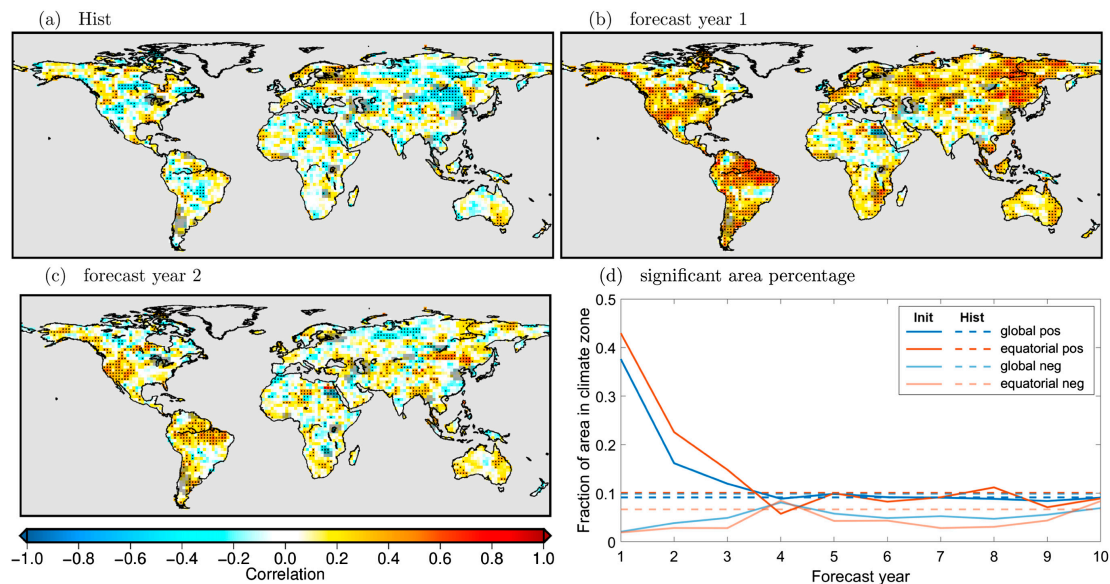 (a) Hist
(b) forecast year 1
(c) forecast year 2
−1.0 −0.8 −0.6 −0.4 −0.2 0.0 0.2 0.4 0.6 0.8 1.0
Correlation
(d) significant area percentage
Fraction of area in climate zone
0.5
0.4
0.3
0.2
0.1
0
Init Hist
global pos
equatorial pos
global neg
equatorial neg
1 2 3 4 5 6 7 8 9 10
Forecast year